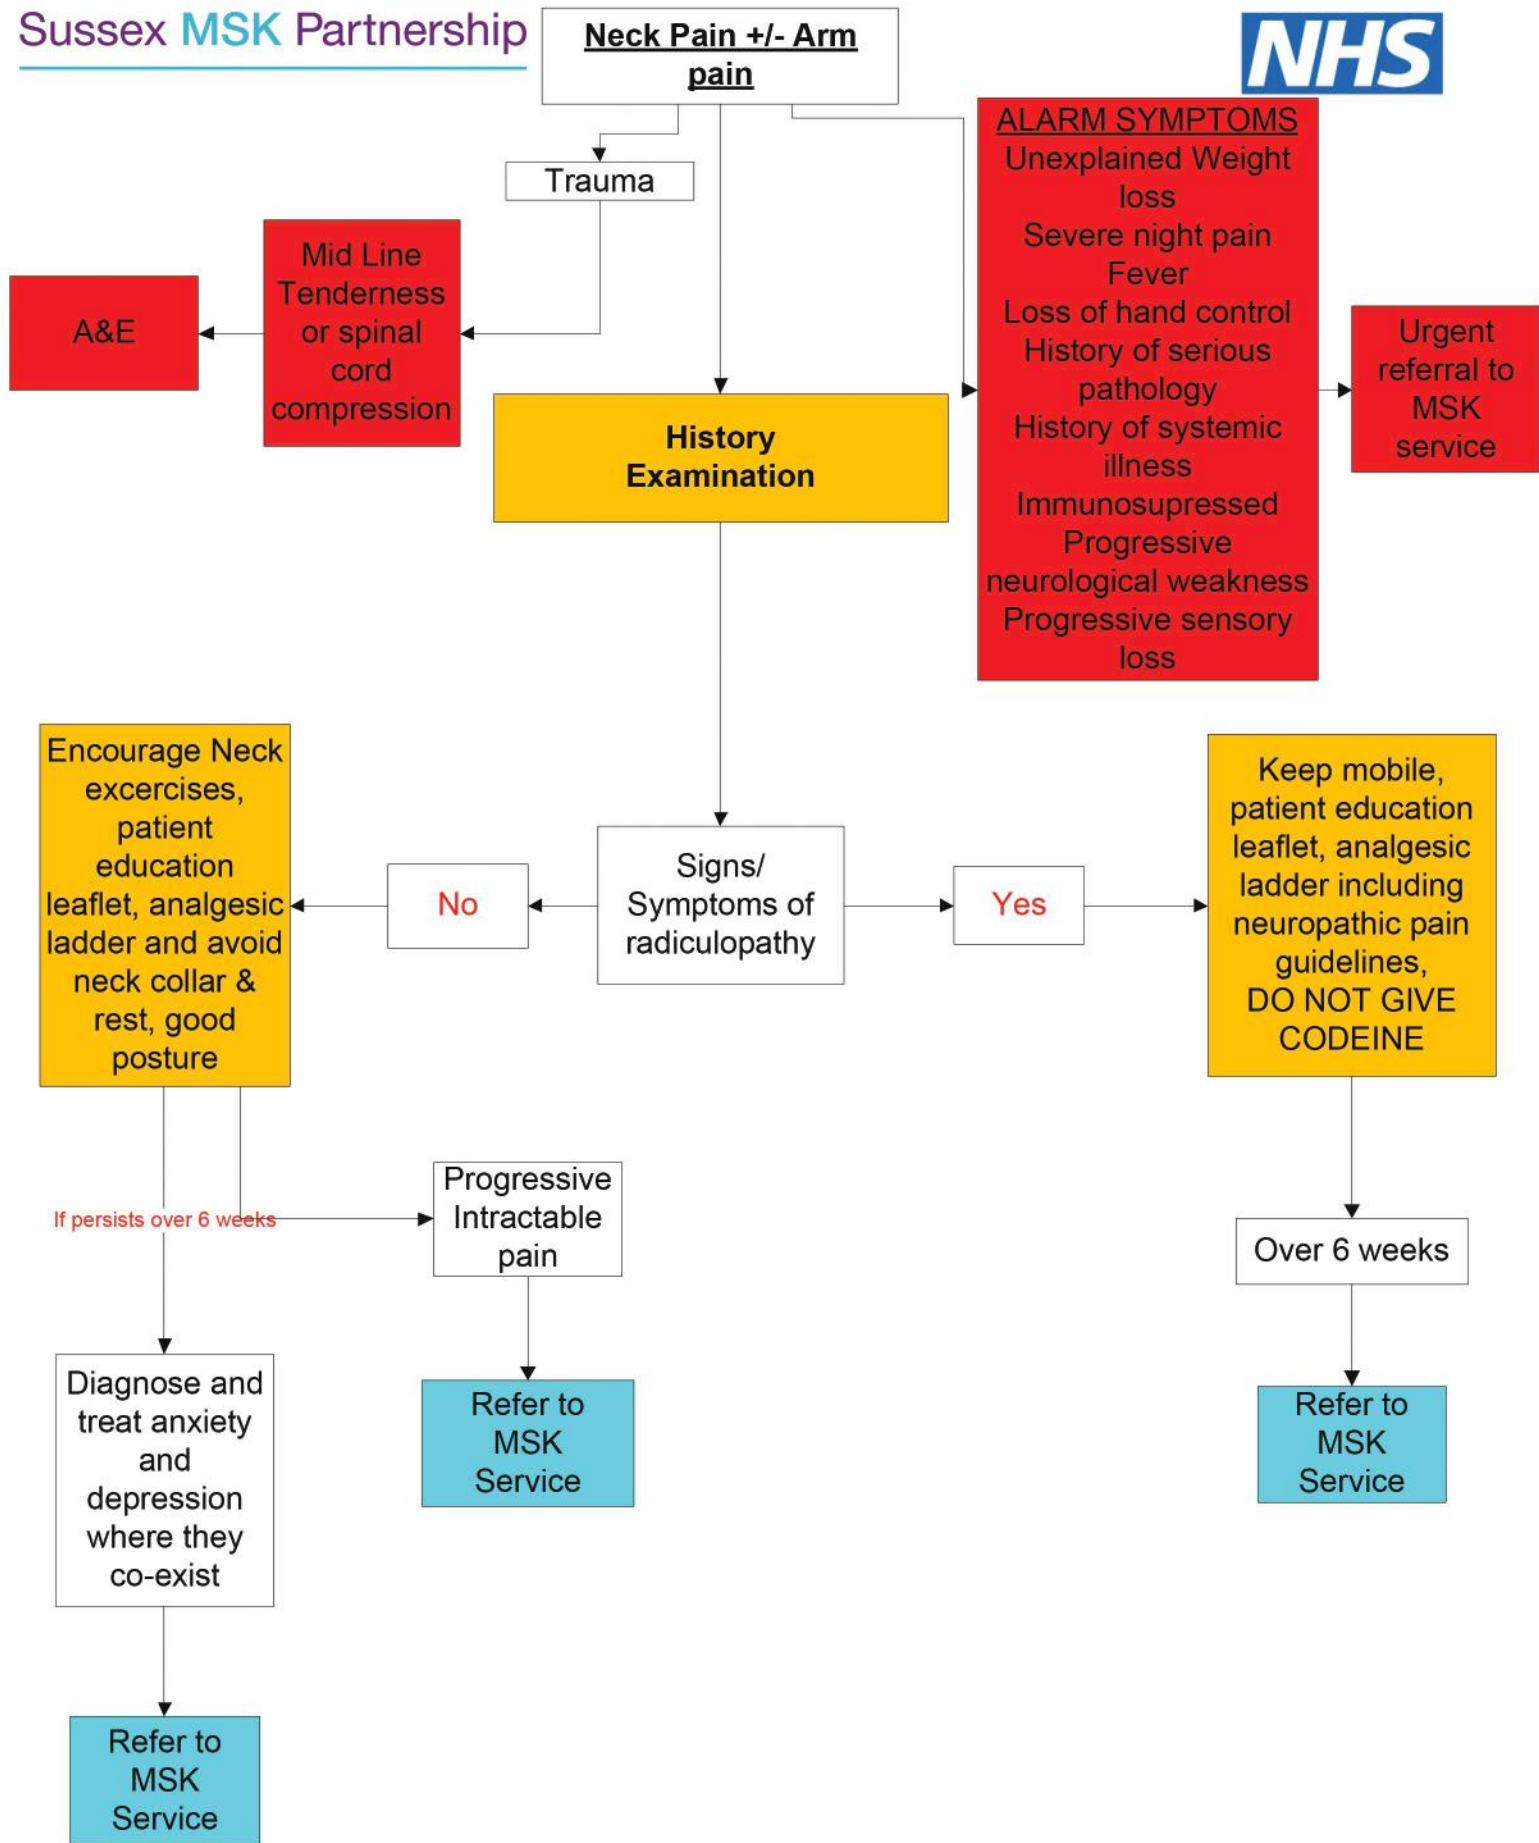 Sussex MSK Partnership
Neck Pain +/- Arm
pain
NHS
Trauma
ALARM SYMPTOMS
Unexplained Weight
loss
Severe night pain
Fever
Loss of hand control
History of serious
pathology
History of systemic
illness
Immunosupressed
Progressive
neurological weakness
Progressive sensory
loss
Mid Line
Tenderness
or spinal
cord
compression
A&E
Urgent
referral to
MSK
service
History
Examination
Encourage Neck
excercises,
patient
education
leaflet, analgesic
ladder and avoid
neck collar &
rest, good
posture
No
Signs/
Symptoms of
radiculopathy
Yes
Keep mobile,
patient education
leaflet, analgesic
ladder including
neuropathic pain
guidelines,
DO NOT GIVE
CODEINE
If persists over 6 weeks
Progressive
Intractable
pain
Over 6 weeks
Diagnose and
treat anxiety
and
depression
where they
co-exist
Refer to
MSK
Service
Refer to
MSK
Service
Refer to
MSK
Service